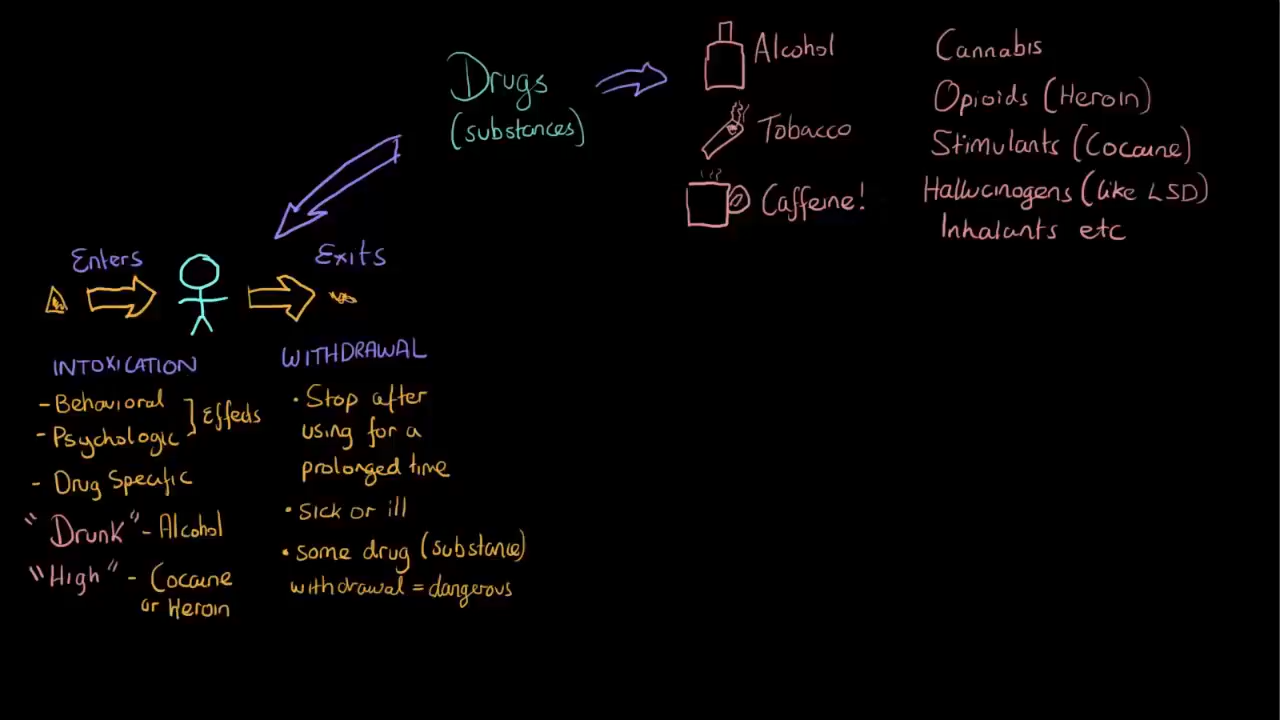 Drugs
(substances)
Alcohol
Tobacco
Caffeine!
Cannabis
Opioids (Heroin)
Stimulants (Cocaine)
Hallucinogens (like LSD)
Inhalants etc
Enters
Exits
INTOXICATION
- Behavioral
- Psychologic
] Effects
- Drug Specific
"Drunk" - Alcohol
"High" - Cocaine
or Heroin
WITHDRAWAL
• Stop after
using for a
prolonged time
• Sick or ill
• some drug (substance)
withdrawal = dangerous